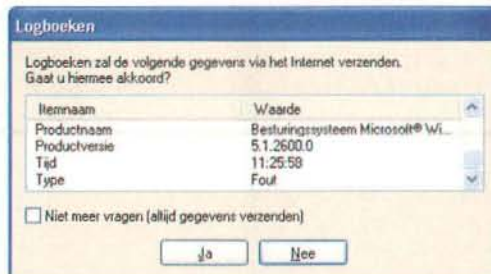 Logboeken
Logboeken zal de volgende gegevens via het Internet verzenden.
Gaat u hiermee akkoord?
Itemnaam Waarde
Productnaam Besturingssysteem Microsoft® Wi...
Productversie 5.1.2600.0
Tijd 11:25:58
Type Fout
Niet meer vragen (altijd gegevens verzenden)
Ja Nee